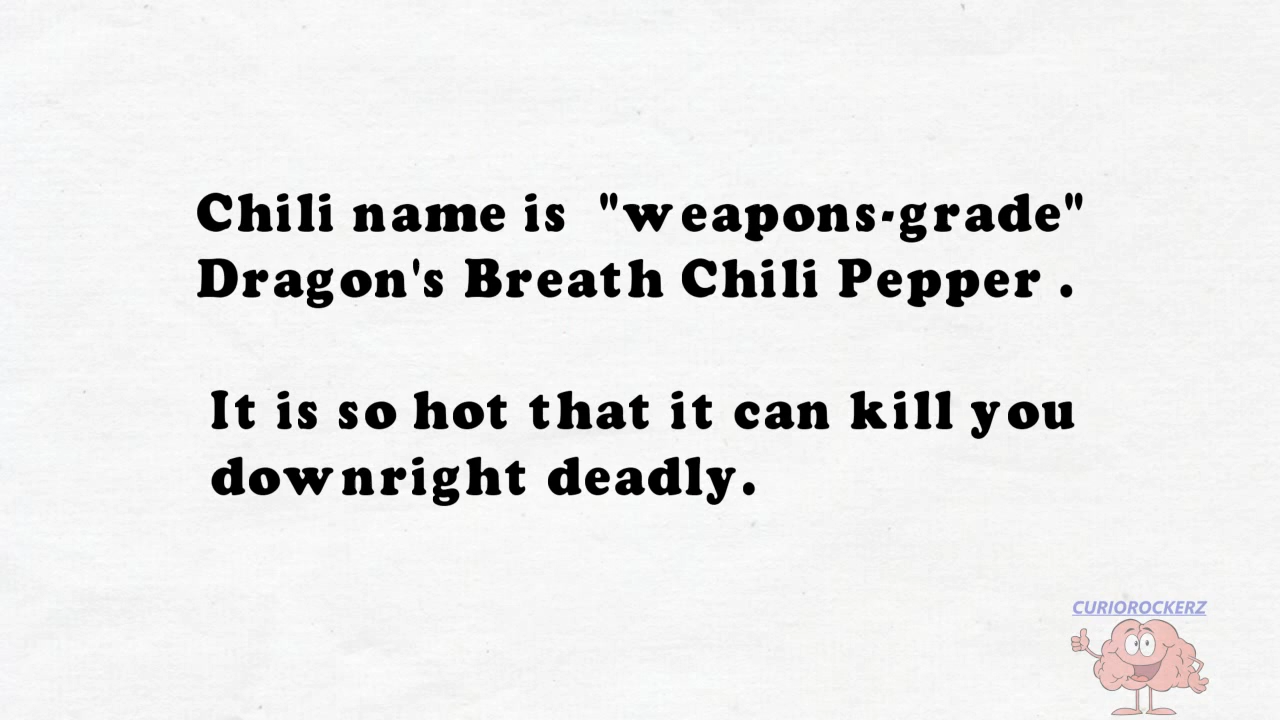 Chili name is "weapons-grade"
Dragon's Breath Chili Pepper .
It is so hot that it can kill you
downright deadly.
CURIOROCKERZ